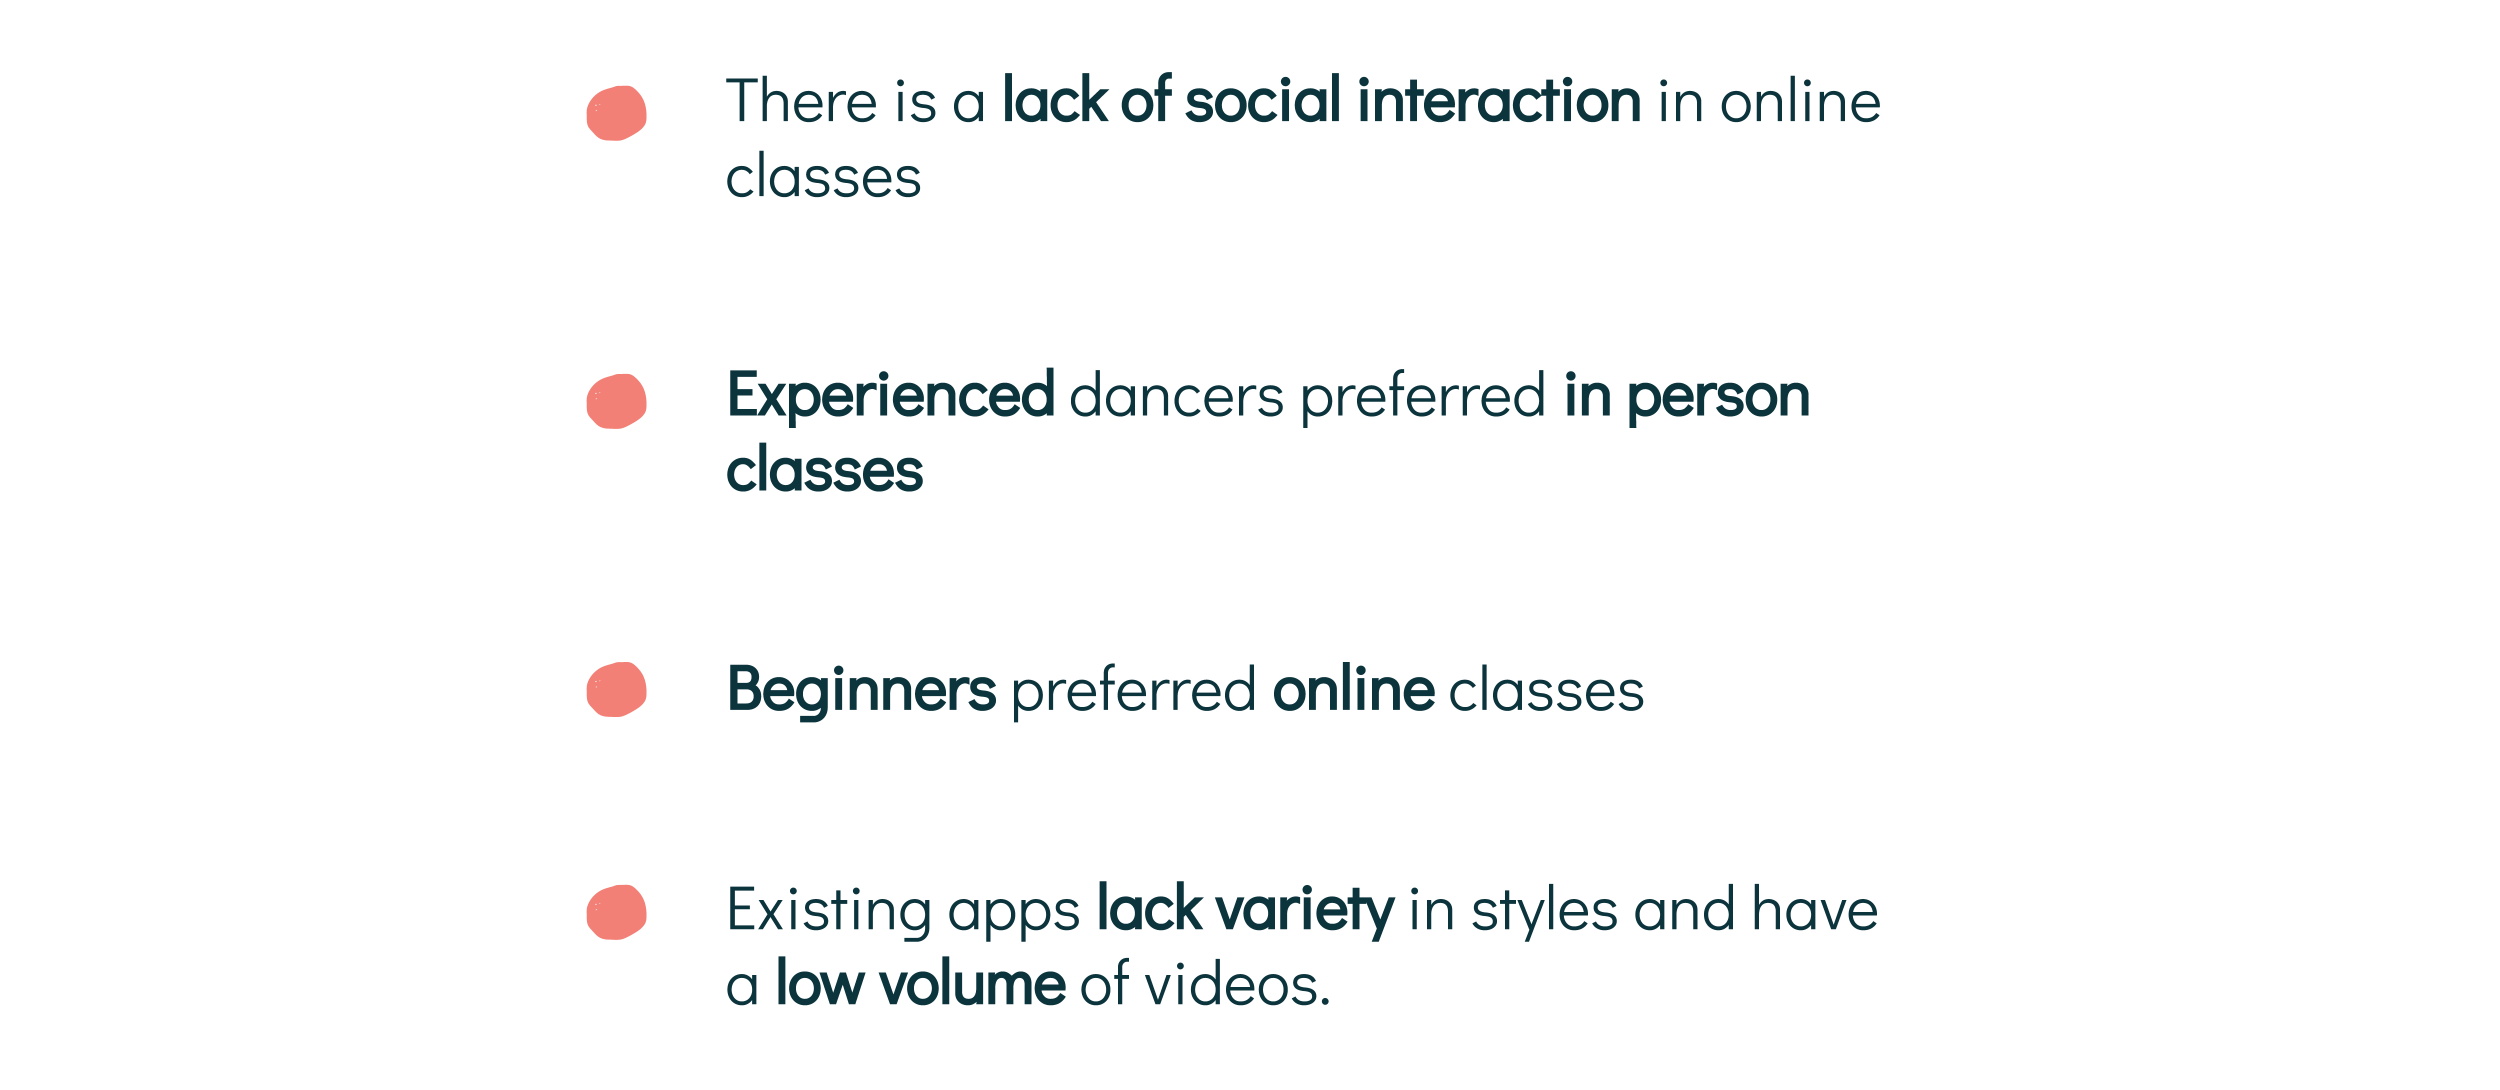 There is a lack of social interaction in online
classes
Experienced dancers preferred in person
classes
Beginners preferred online classes
Existing apps lack variety in styles and have
a low volume of videos.